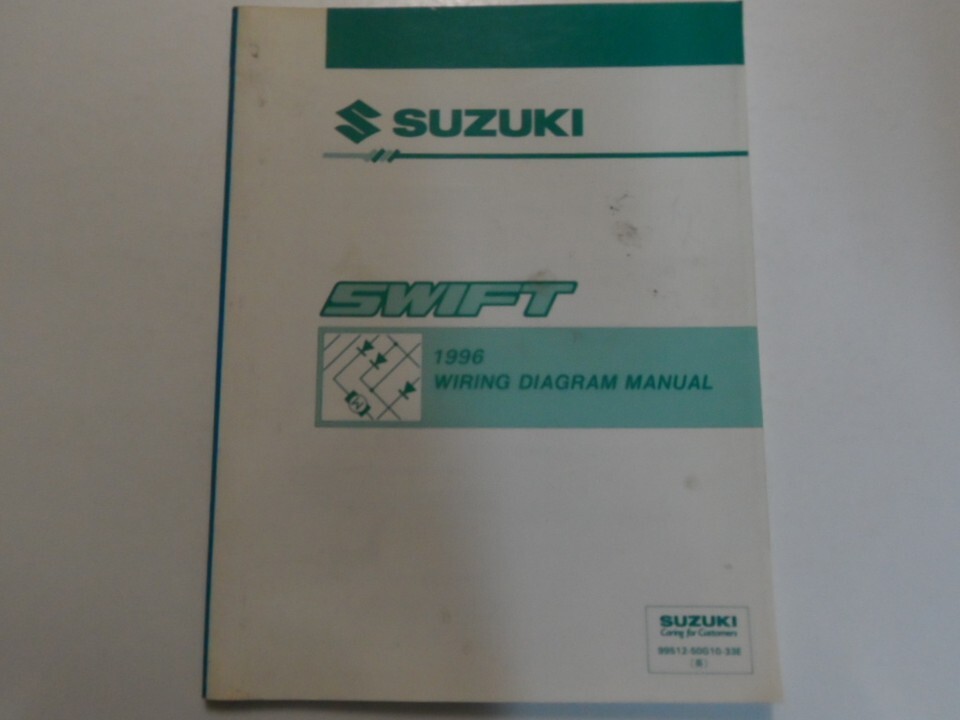 SUZUKI
SWIFT
1996
WIRING DIAGRAM MANUAL
SUZUKI
Caring for Customers